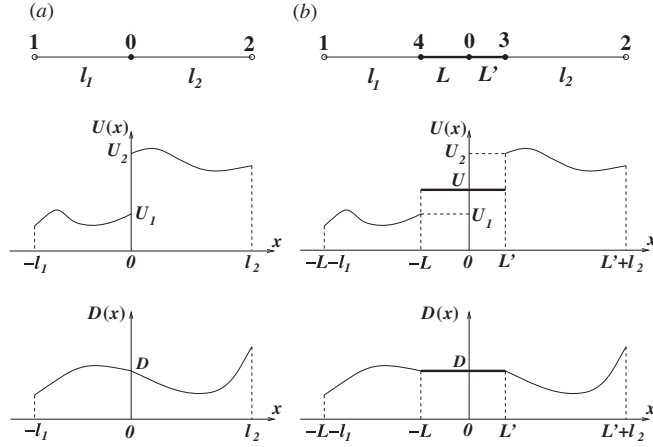 (a)
1 0 2
l1 l2
U(x)
U2
U1
x
−l1 0 l2
D(x)
D
x
−l1 0 l2
(b)
1 4 0 3 2
l1 L L' l2
U(x)
U2
U
U1
x
−L−l1 −L 0 L' L'+l2
D(x)
D
x
−L−l1 −L 0 L' L'+l2